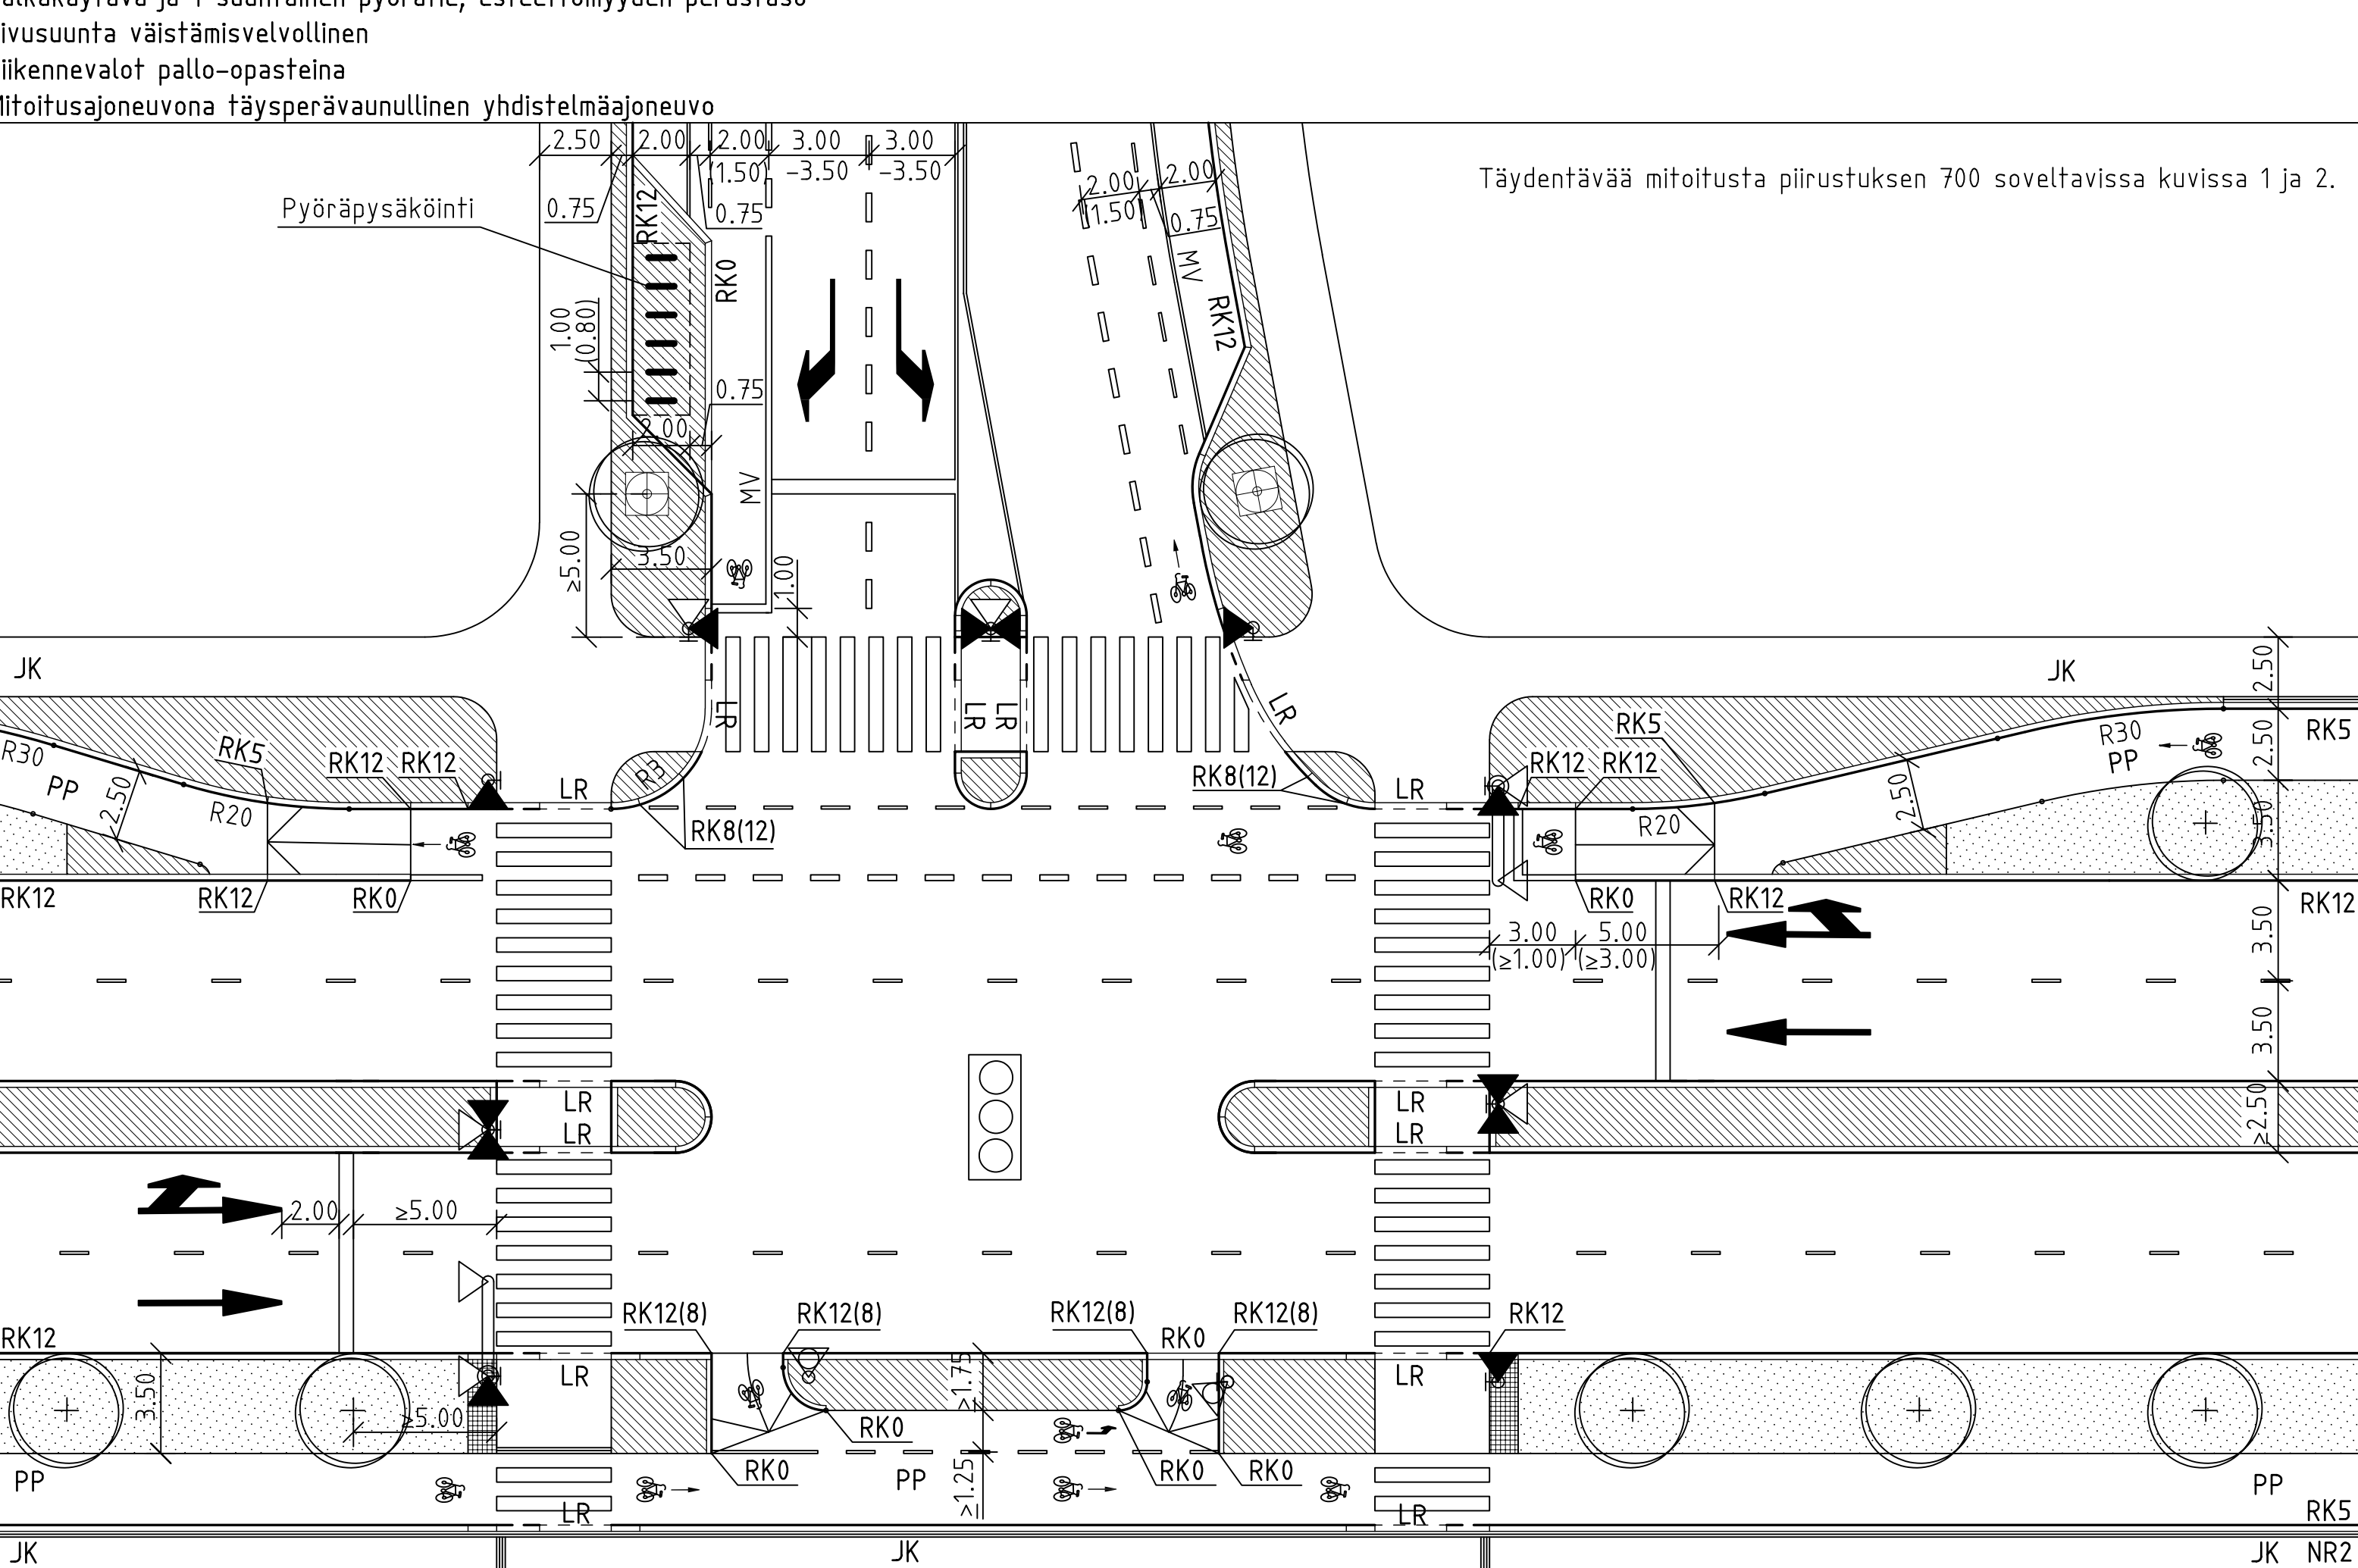 ivusuunta väistämisvelvollinen
iikennevalot pallo-opasteina
Mitoitusajoneuvona täysperävaunullinen yhdistelmäajoneuvo
2.50 2.00 2.00 3.00 3.00
(1.50) -3.50 -3.50
Täydentävää mitoitusta piirustuksen 700 soveltavissa kuvissa 1 ja 2.
2.00 2.00
(1.50)
Pyöräpysäköinti
0.75
RK12
0.75
0.75
MV
RK0
RK12
1.00
(0.80)
0.75
2.00
MV
≥5.00
3.50
1.00
JK
JK
2.50
LR
LR
LR
LR
R30
PP
RK5
RK12
RK12
LR
R3
RK8(12)
LR
RK5
RK12
RK12
R30
PP
RK5
2.50
2.50
R20
RK8(12)
R20
2.50
3.50
RK12
RK12
RK0
RK0
RK12
RK12
3.00
5.00
(≥1.00)
(≥3.00)
3.50
3.50
LR
LR
LR
LR
≥2.50
2.00
≥5.00
RK12
RK12(8)
RK12(8)
RK12(8)
RK0
RK12(8)
RK12
3.50
LR
≥1.75
LR
≥5.00
RK0
PP
RK0
PP
≥1.25
RK0
RK0
PP
LR
LR
RK5
JK
JK
JK NR2